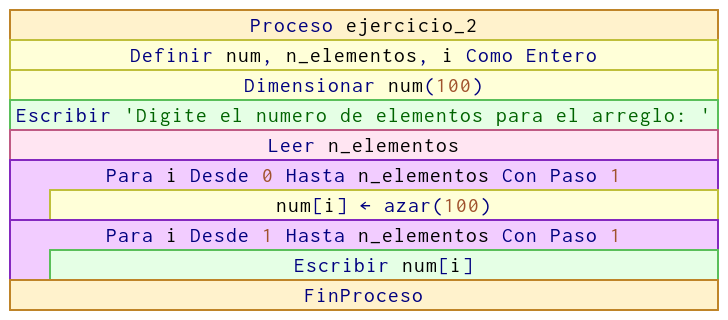 Proceso ejercicio_2
Definir num, n_elementos, i Como Entero
Dimensionar num(100)
Escribir 'Digite el numero de elementos para el arreglo: '
Leer n_elementos
Para i Desde 0 Hasta n_elementos Con Paso 1
num[i] ← azar(100)
Para i Desde 1 Hasta n_elementos Con Paso 1
Escribir num[i]
FinProceso